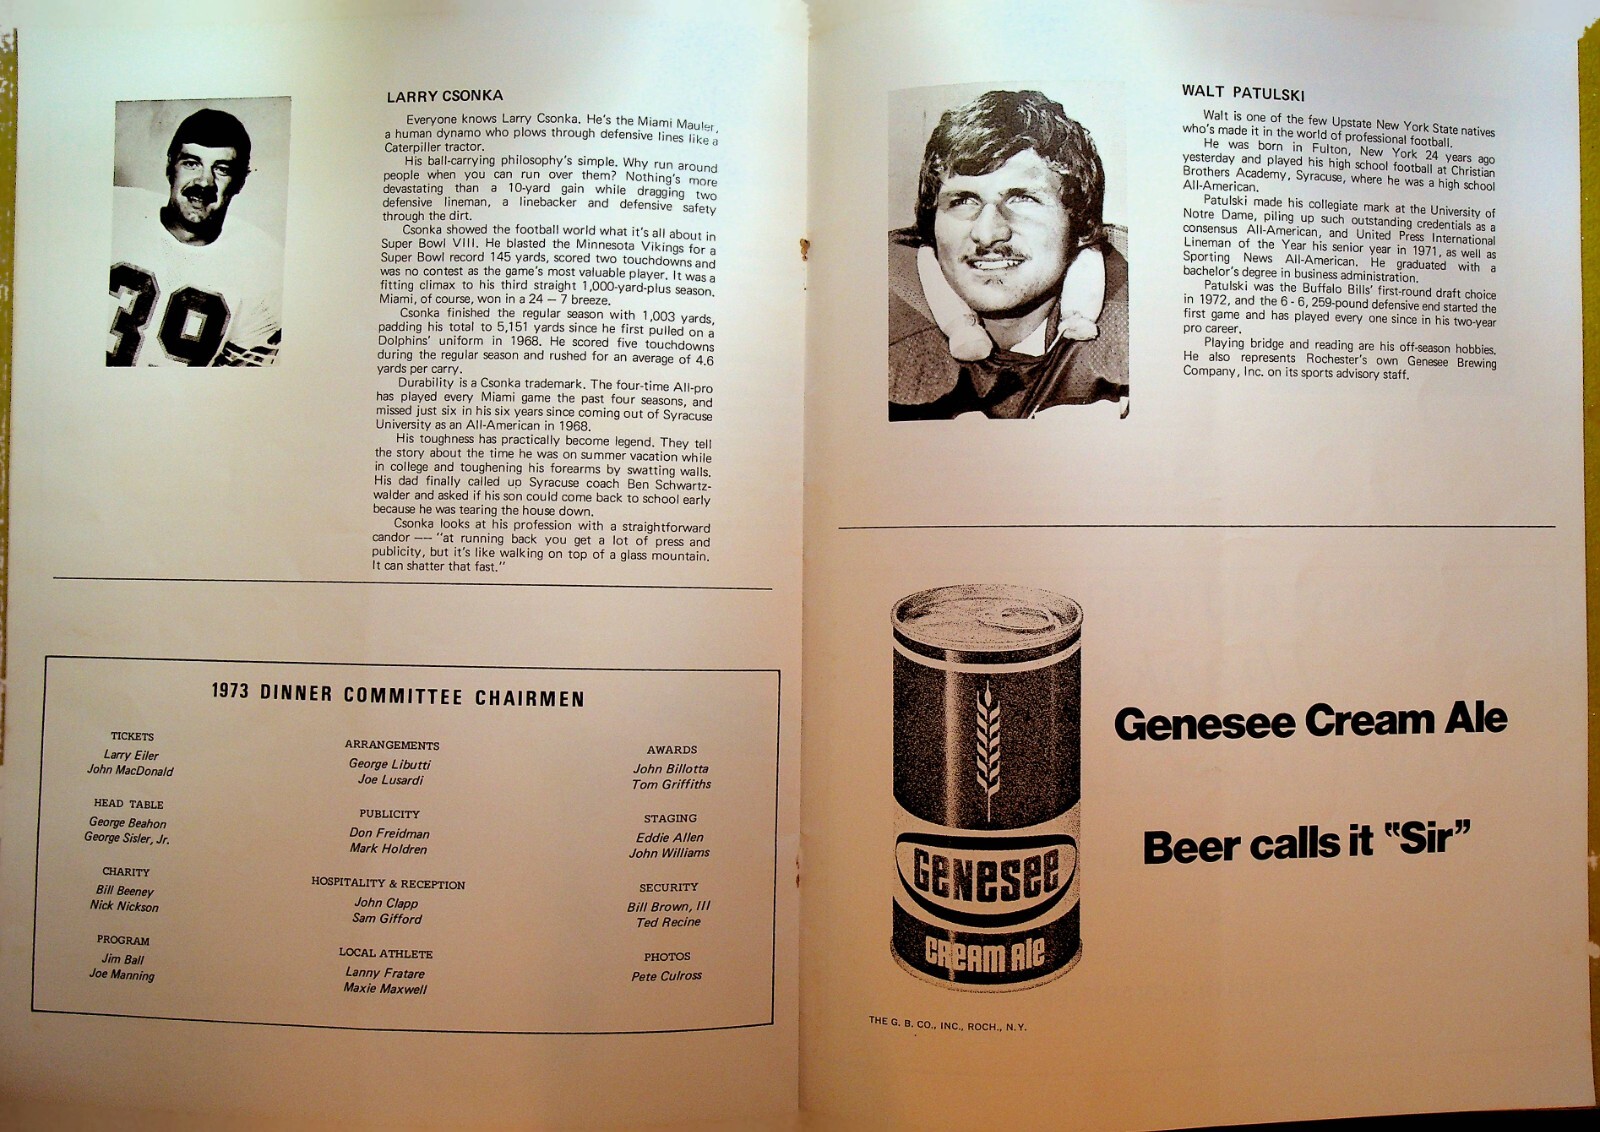 LARRY CSONKA
Everyone knows Larry Csonka. He's the Miami Mauler,
a human dynamo who plows through defensive lines like a
Caterpiller tractor.
His ball-carrying philosophy's simple. Why run around
people when you can run over them? Nothing's more
devastating than a 10-yard gain while dragging two
defensive lineman, a linebacker and defensive safety
through the dirt.
Csonka showed the football world what it's all about in
Super Bowl VIII. He blasted the Minnesota Vikings for a
Super Bowl record 145 yards, scored two touchdowns and
was no contest as the game's most valuable player. It was a
fitting climax to his third straight 1,000-yard-plus season.
Miami, of course, won in a 24 – 7 breeze.
Csonka finished the regular season with 1,003 yards,
padding his total to 5,151 yards since he first pulled on a
Dolphins' uniform in 1968. He scored five touchdowns
during the regular season and rushed for an average of 4.6
yards per carry.
Durability is a Csonka trademark. The four-time All-pro
has played every Miami game the past four seasons, and
missed just six in his six years since coming out of Syracuse
University as an All-American in 1968.
His toughness has practically become legend. They tell
the story about the time he was on summer vacation while
in college and toughening his forearms by swatting walls.
His dad finally called up Syracuse coach Ben Schwartz-
walder and asked if his son could come back to school early
because he was tearing the house down.
Csonka looks at his profession with a straightforward
candor –– "at running back you get a lot of press and
publicity, but it's like walking on top of a glass mountain.
It can shatter that fast."
39
1973 DINNER COMMITTEE CHAIRMEN
TICKETS
Larry Eiler
John MacDonald
HEAD TABLE
George Beahon
George Sisler, Jr.
CHARITY
Bill Beeney
Nick Nickson
PROGRAM
Jim Ball
Joe Manning
ARRANGEMENTS
George Libutti
Joe Lusardi
PUBLICITY
Don Freidman
Mark Holdren
HOSPITALITY & RECEPTION
John Clapp
Sam Gifford
LOCAL ATHLETE
Lanny Fratare
Maxie Maxwell
AWARDS
John Billotta
Tom Griffiths
STAGING
Eddie Allen
John Williams
SECURITY
Bill Brown, III
Ted Recine
PHOTOS
Pete Culross
WALT PATULSKI
Walt is one of the few Upstate New York State natives
who's made it in the world of professional football.
He was born in Fulton, New York 24 years ago
yesterday and played his high school football at Christian
Brothers Academy, Syracuse, where he was a high school
All-American.
Patulski made his collegiate mark at the University of
Notre Dame, piling up such outstanding credentials as a
consensus All-American, and United Press International
Lineman of the Year his senior year in 1971, as well as
Sporting News All-American. He graduated with a
bachelor's degree in business administration.
Patulski was the Buffalo Bills' first-round draft choice
in 1972, and the 6 - 6, 259-pound defensive end started the
first game and has played every one since in his two-year
pro career.
Playing bridge and reading are his off-season hobbies.
He also represents Rochester's own Genesee Brewing
Company, Inc. on its sports advisory staff.
GENESEE
CREAM ALE
Genesee Cream Ale
Beer calls it "Sir"
THE G. B. CO., INC., ROCH., N.Y.